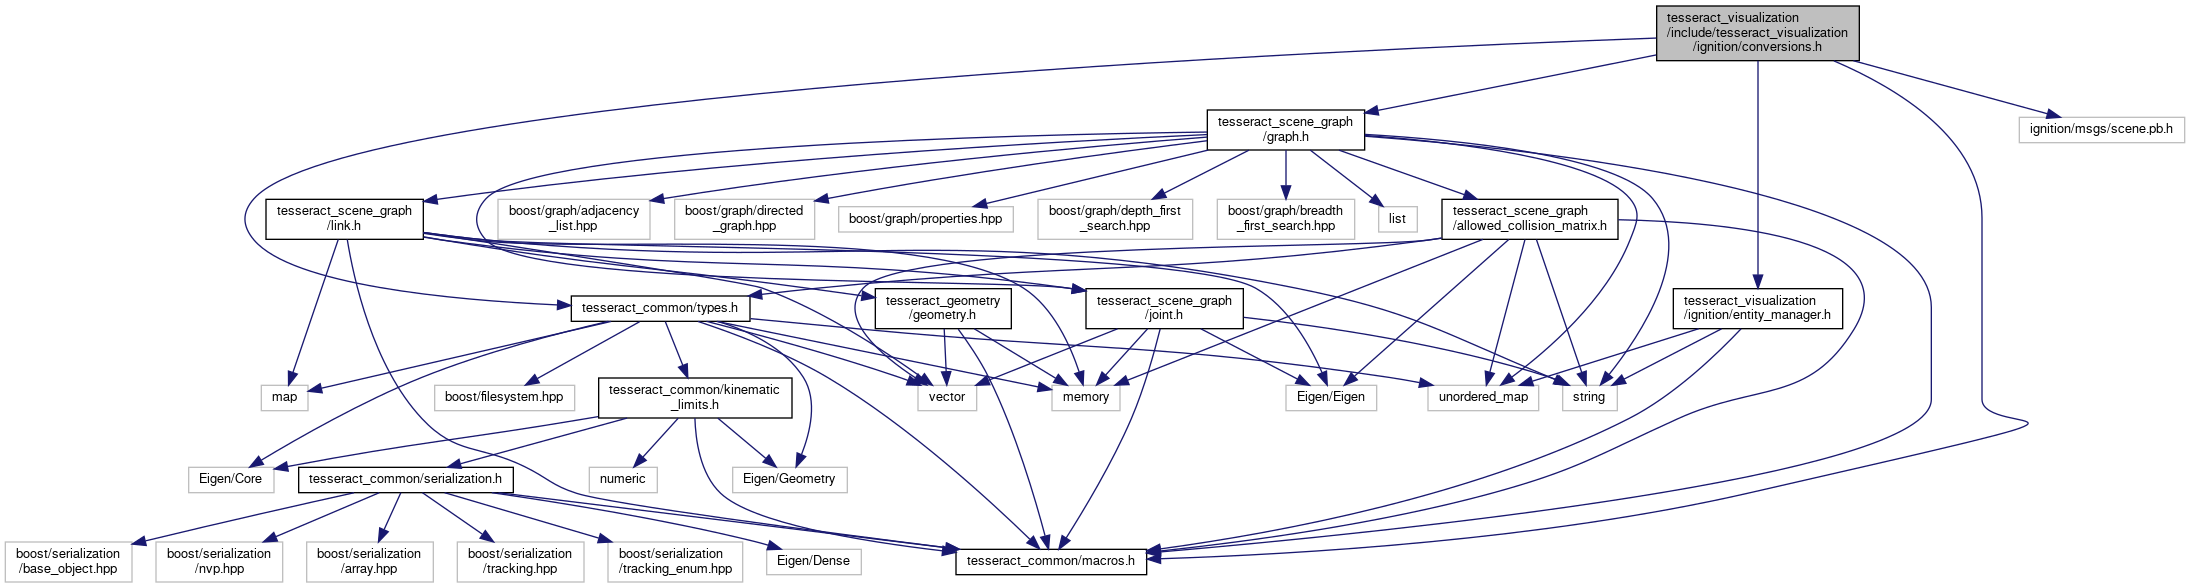 tesseract_visualization
/include/tesseract_visualization
/ignition/conversions.h
tesseract_scene_graph
/graph.h
ignition/msgs/scene.pb.h
tesseract_scene_graph
/link.h
boost/graph/adjacency
_list.hpp
boost/graph/directed
_graph.hpp
boost/graph/properties.hpp
boost/graph/depth_first
_search.hpp
boost/graph/breadth
_first_search.hpp
list
tesseract_scene_graph
/allowed_collision_matrix.h
tesseract_common/types.h
tesseract_geometry
/geometry.h
tesseract_scene_graph
/joint.h
tesseract_visualization
/ignition/entity_manager.h
map
boost/filesystem.hpp
tesseract_common/kinematic
_limits.h
vector
memory
Eigen/Eigen
unordered_map
string
Eigen/Core
tesseract_common/serialization.h
numeric
Eigen/Geometry
boost/serialization
/base_object.hpp
boost/serialization
/nvp.hpp
boost/serialization
/array.hpp
boost/serialization
/tracking.hpp
boost/serialization
/tracking_enum.hpp
Eigen/Dense
tesseract_common/macros.h